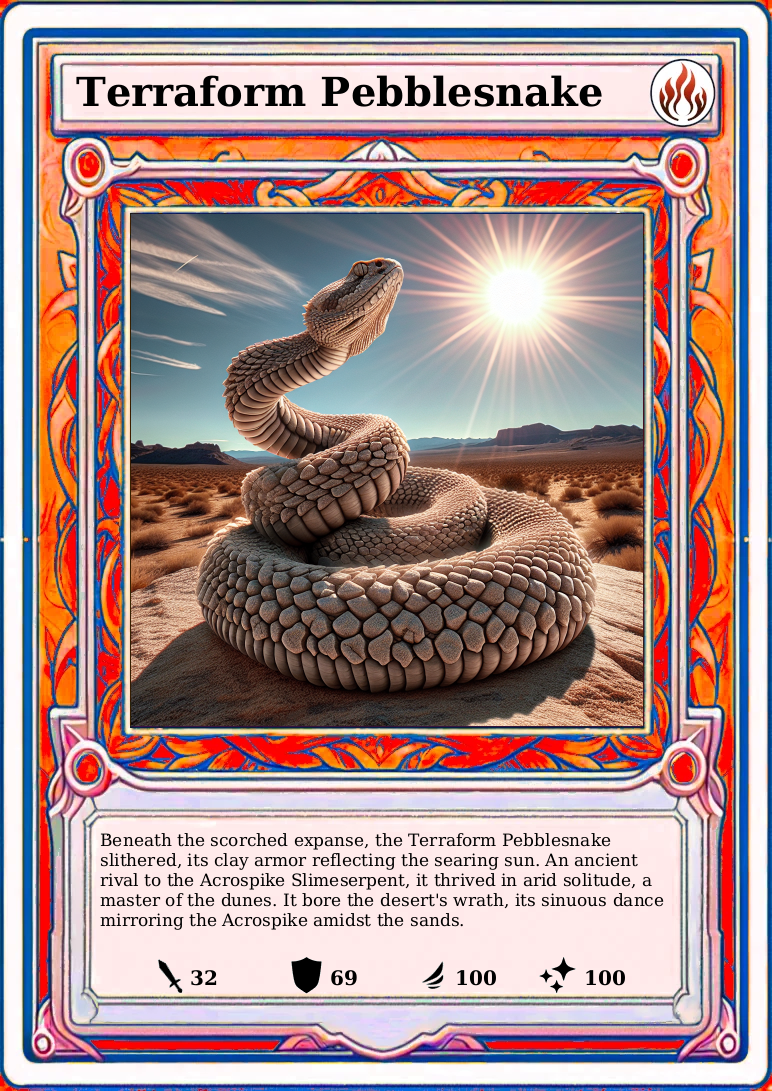 Terraform Pebblesnake
Beneath the scorched expanse, the Terraform Pebblesnake
slithered, its clay armor reflecting the searing sun. An ancient
rival to the Acrospike Slimeserpent, it thrived in arid solitude, a
master of the dunes. It bore the desert's wrath, its sinuous dance
mirroring the Acrospike amidst the sands.
32 69 100 100